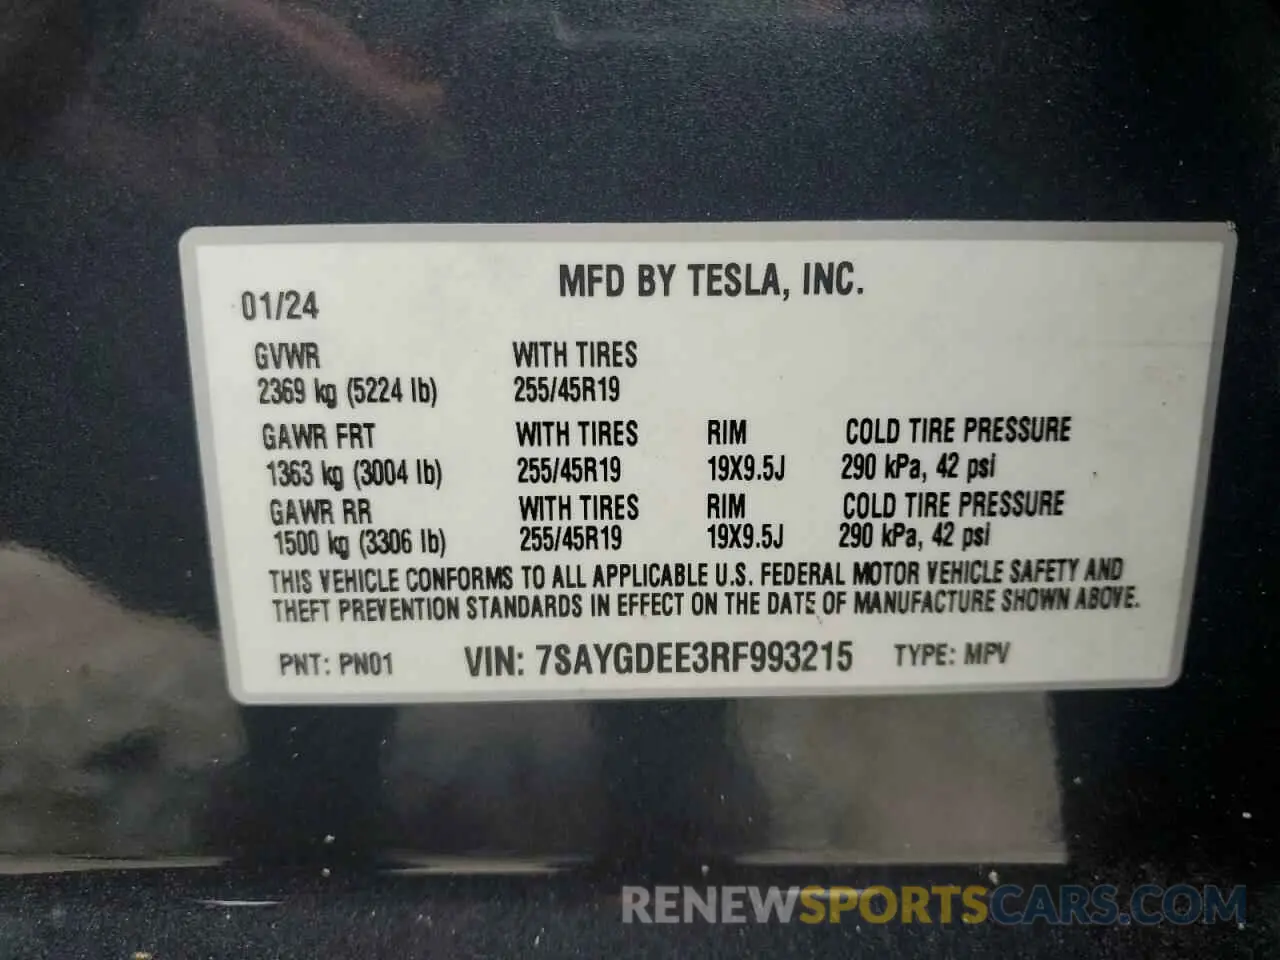 MFD BY TESLA, INC.
01/24
GVWR WITH TIRES
2369 kg (5224 lb) 255/45R19
GAWR FRT WITH TIRES RIM COLD TIRE PRESSURE
1363 kg (3004 lb) 255/45R19 19X9.5J 290 kPa, 42 psi
GAWR RR WITH TIRES RIM COLD TIRE PRESSURE
1500 kg (3306 lb) 255/45R19 19X9.5J 290 kPa, 42 psi
THIS VEHICLE CONFORMS TO ALL APPLICABLE U.S. FEDERAL MOTOR VEHICLE SAFETY AND
THEFT PREVENTION STANDARDS IN EFFECT ON THE DATE OF MANUFACTURE SHOWN ABOVE.
PNT: PN01 VIN: 7SAYGDEE3RF993215 TYPE: MPV
RENEWSPORTSCARS.COM